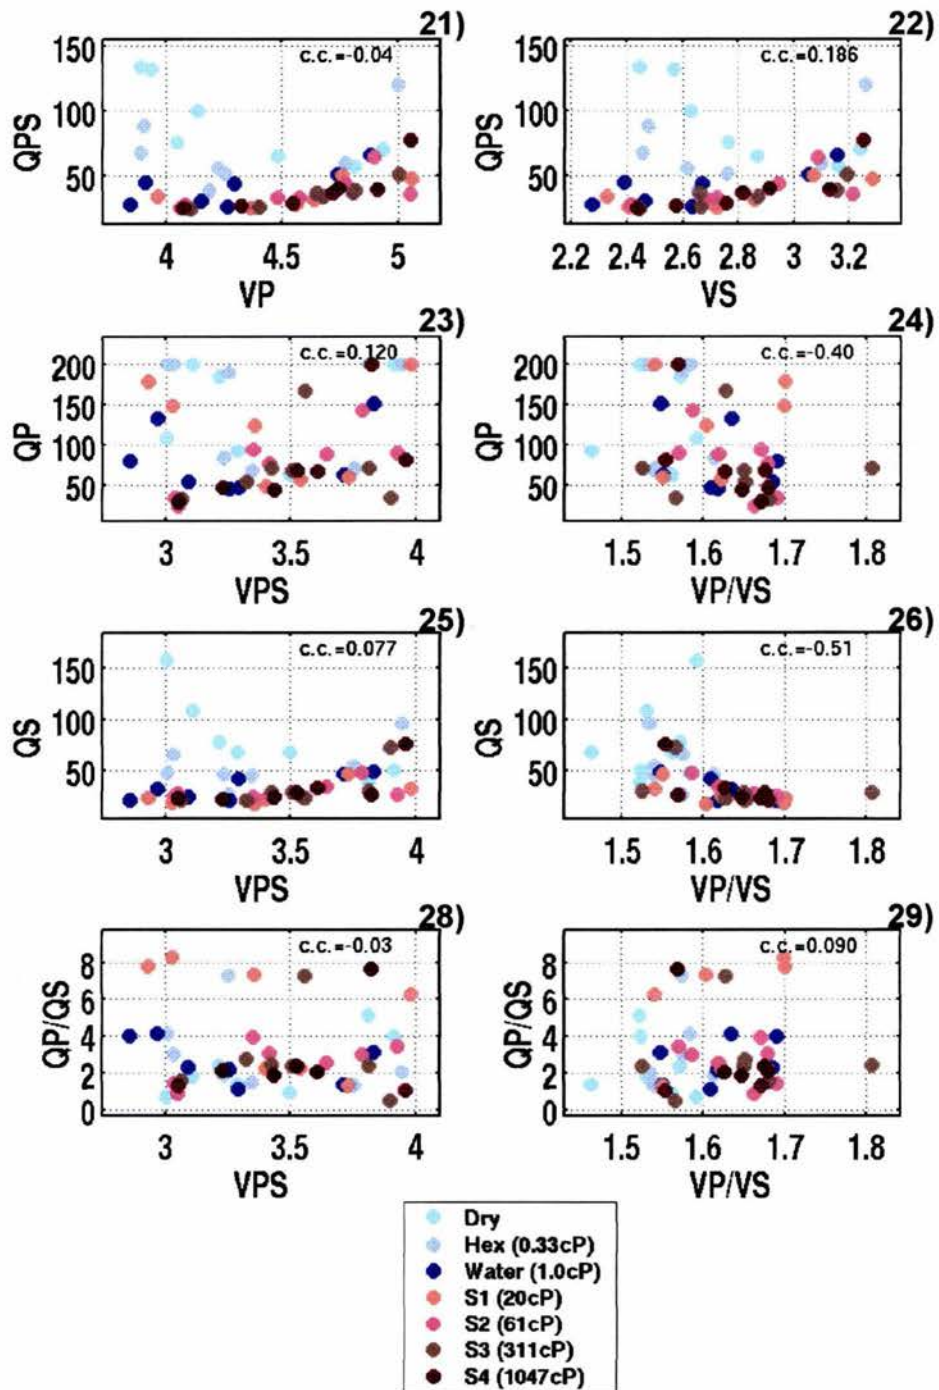 21)
c.c.=-0.04
150
100
50
QPS
4
4.5
5
VP
22)
c.c.=0.186
150
100
50
QPS
2.2
2.4
2.6
2.8
3
3.2
VS
23)
c.c.=0.120
200
150
100
50
QP
3
3.5
4
VPS
24)
c.c.=-0.40
200
150
100
50
QP
1.5
1.6
1.7
1.8
VP/VS
25)
c.c.=0.077
150
100
50
QS
3
3.5
4
VPS
26)
c.c.=-0.51
150
100
50
QS
1.5
1.6
1.7
1.8
VP/VS
28)
c.c.=-0.03
8
6
4
2
0
QP/QS
3
3.5
4
VPS
29)
c.c.=0.090
8
6
4
2
0
QP/QS
1.5
1.6
1.7
1.8
VP/VS
Dry
Hex (0.33cP)
Water (1.0cP)
S1 (20cP)
S2 (61cP)
S3 (311cP)
S4 (1047cP)